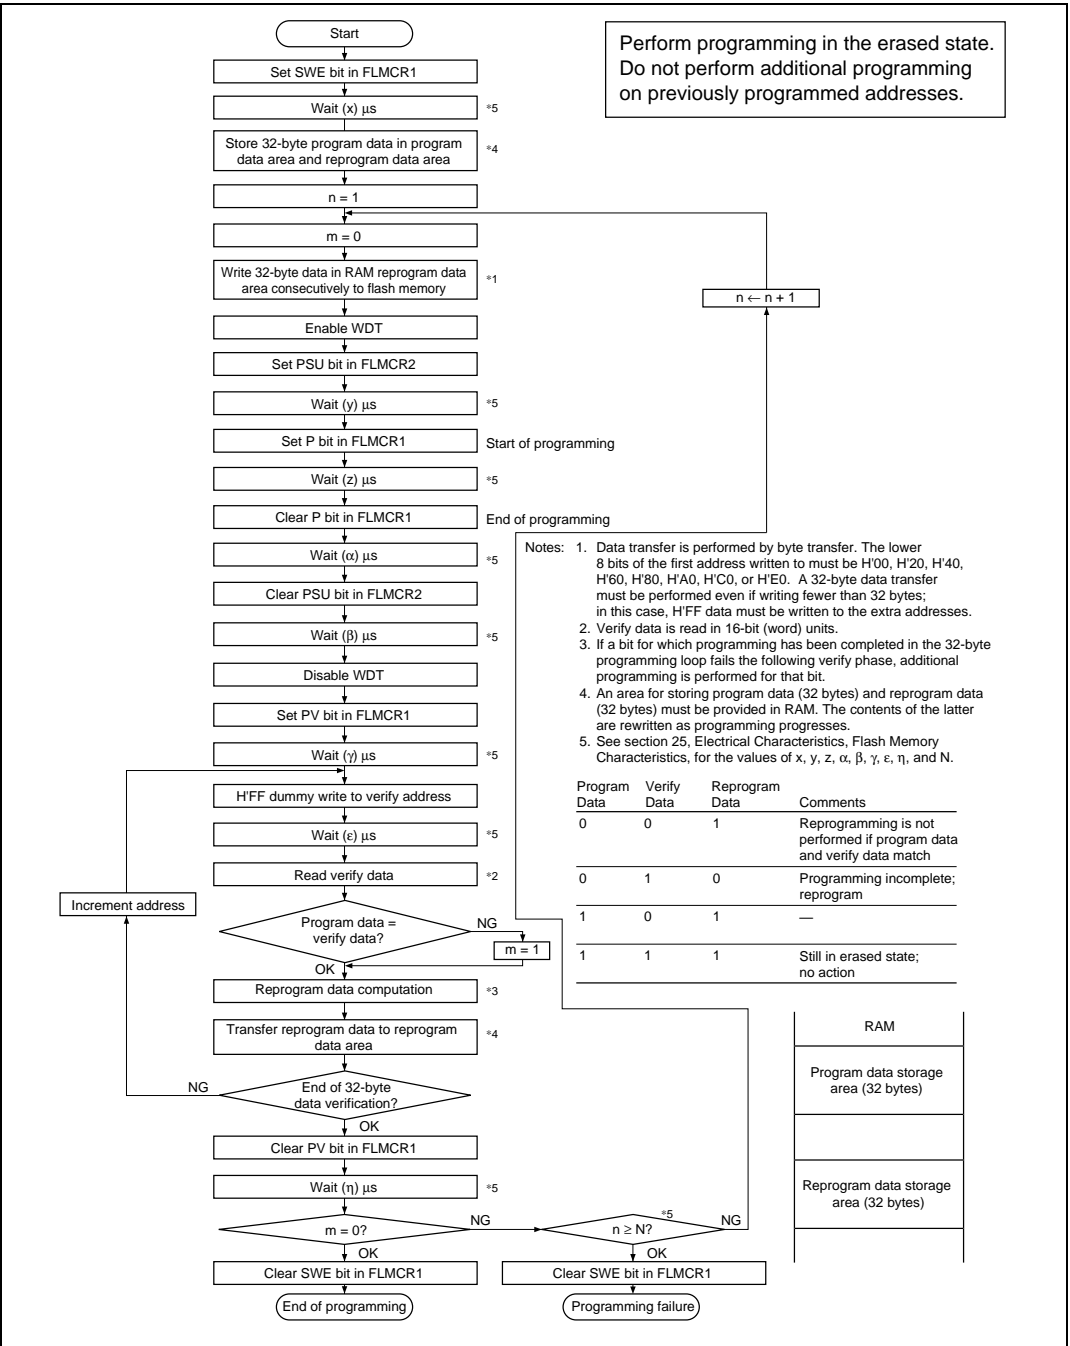 Start
Perform programming in the erased state.
Do not perform additional programming
on previously programmed addresses.
Set SWE bit in FLMCR1
Wait (x) μs *5
Store 32-byte program data in program
data area and reprogram data area *4
n = 1
m = 0
Write 32-byte data in RAM reprogram data
area consecutively to flash memory *1
n ← n + 1
Enable WDT
Set PSU bit in FLMCR2
Wait (y) μs *5
Set P bit in FLMCR1 Start of programming
Wait (z) μs *5
Clear P bit in FLMCR1 End of programming
Wait (α) μs *5
Clear PSU bit in FLMCR2
Wait (β) μs *5
Disable WDT
Set PV bit in FLMCR1
Wait (γ) μs *5
H'FF dummy write to verify address
Wait (ε) μs *5
Read verify data *2
Increment address
Program data =
verify data?
NG
m = 1
OK
Reprogram data computation *3
Transfer reprogram data to reprogram
data area *4
NG
End of 32-byte
data verification?
OK
Clear PV bit in FLMCR1
Wait (η) μs *5
m = 0?
NG
n ≥ N? *5
NG
OK
OK
Clear SWE bit in FLMCR1
Clear SWE bit in FLMCR1
End of programming
Programming failure
Notes: 1. Data transfer is performed by byte transfer. The lower
8 bits of the first address written to must be H'00, H'20, H'40,
H'60, H'80, H'A0, H'C0, or H'E0. A 32-byte data transfer
must be performed even if writing fewer than 32 bytes;
in this case, H'FF data must be written to the extra addresses.
2. Verify data is read in 16-bit (word) units.
3. If a bit for which programming has been completed in the 32-byte
programming loop fails the following verify phase, additional
programming is performed for that bit.
4. An area for storing program data (32 bytes) and reprogram data
(32 bytes) must be provided in RAM. The contents of the latter
are rewritten as programming progresses.
5. See section 25, Electrical Characteristics, Flash Memory
Characteristics, for the values of x, y, z, α, β, γ, ε, η, and N.
Program Verify Reprogram
Data Data Data Comments
0 0 1 Reprogramming is not
performed if program data
and verify data match
0 1 0 Programming incomplete;
reprogram
1 0 1 —
1 1 1 Still in erased state;
no action
RAM
Program data storage
area (32 bytes)
Reprogram data storage
area (32 bytes)